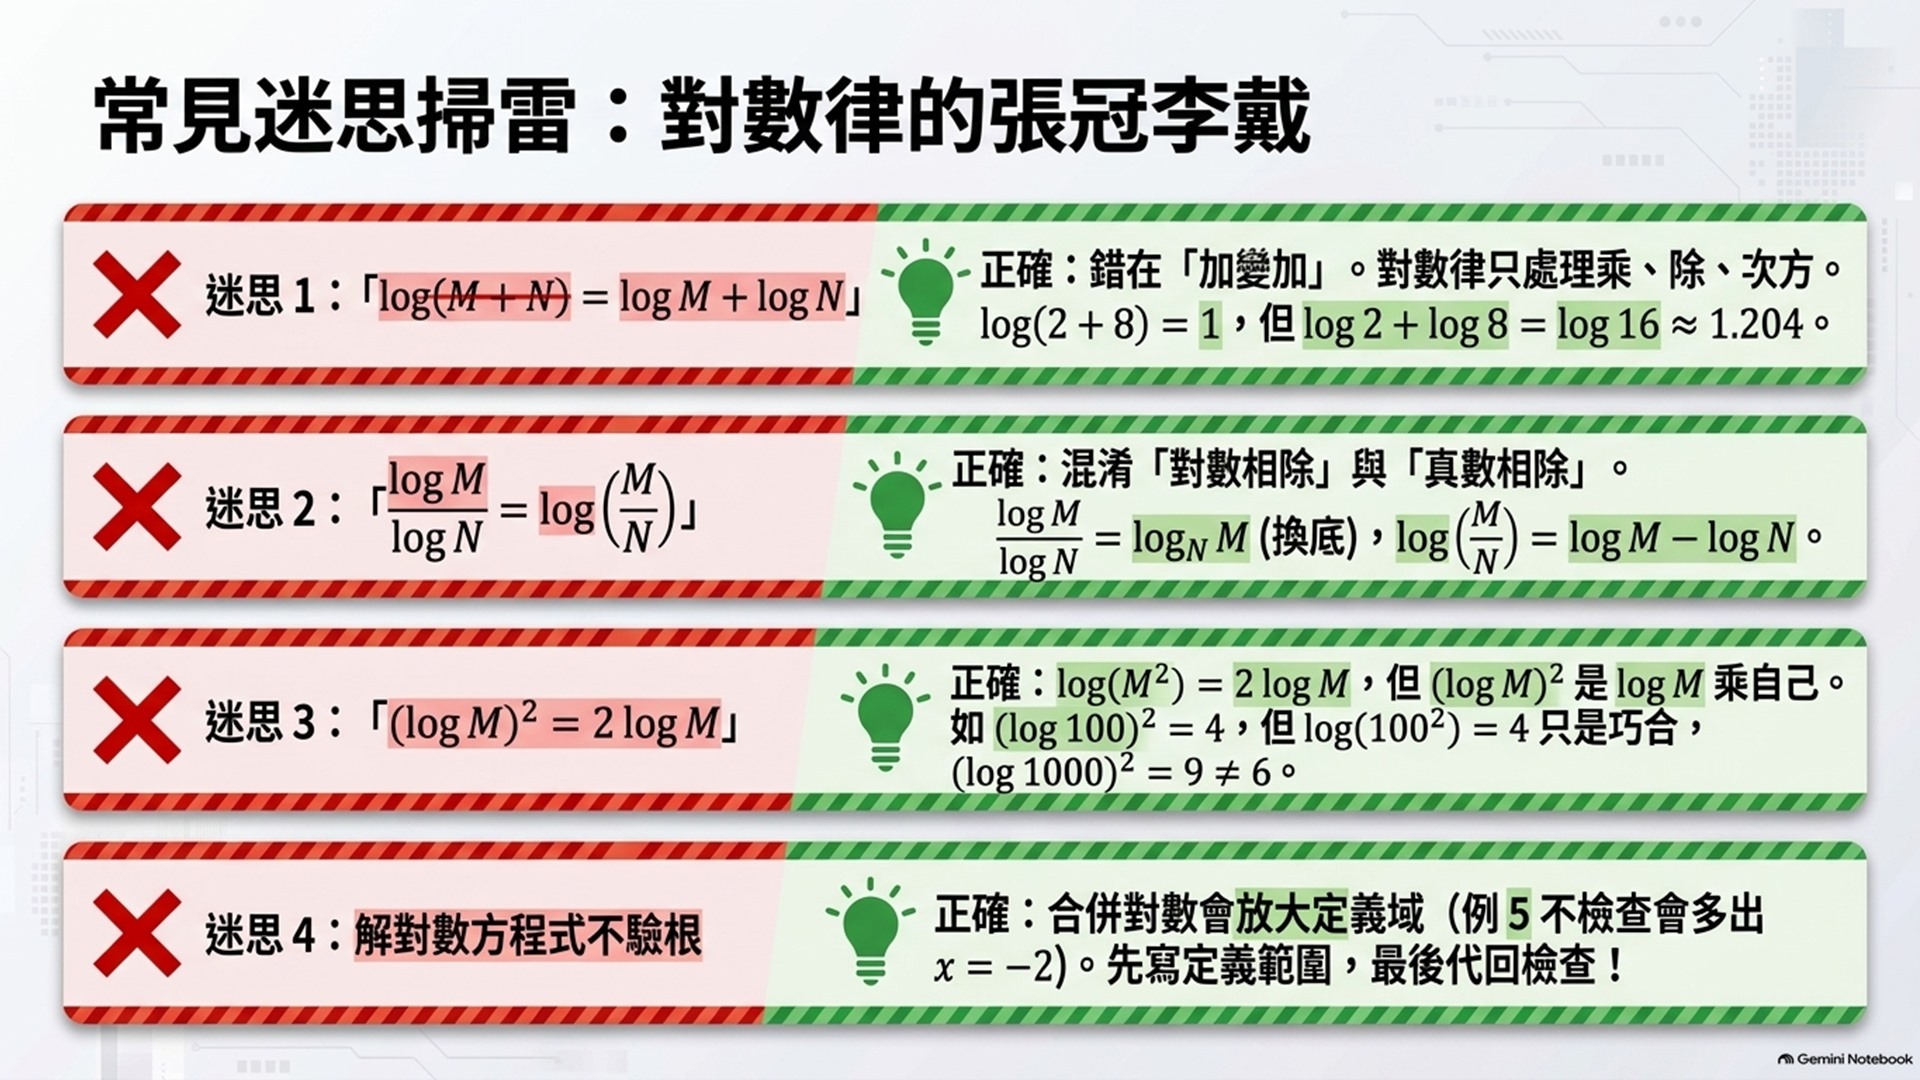 常見迷思掃雷：對數律的張冠李戴
迷思 1：「log(M + N) = log M + log N」
正確：錯在「加變加」。對數律只處理乘、除、次方。
log(2 + 8) = 1，但 log 2 + log 8 = log 16 ≈ 1.204。
迷思 2：「\frac{log M}{log N} = log(\frac{M}{N})」
正確：混淆「對數相除」與「真數相除」。
\frac{log M}{log N} = log_N M (換底)，log(\frac{M}{N}) = log M − log N。
迷思 3：「(log M)² = 2 log M」
正確：log(M²) = 2 log M，但 (log M)² 是 log M 乘自己。
如 (log 100)² = 4，但 log(100²) = 4 只是巧合，
(log 1000)² = 9 ≠ 6。
迷思 4：解對數方程式不驗根
正確：合併對數會放大定義域（例 5 不檢查會多出
x = −2)。先寫定義範圍，最後代回檢查！
Gemini Notebook